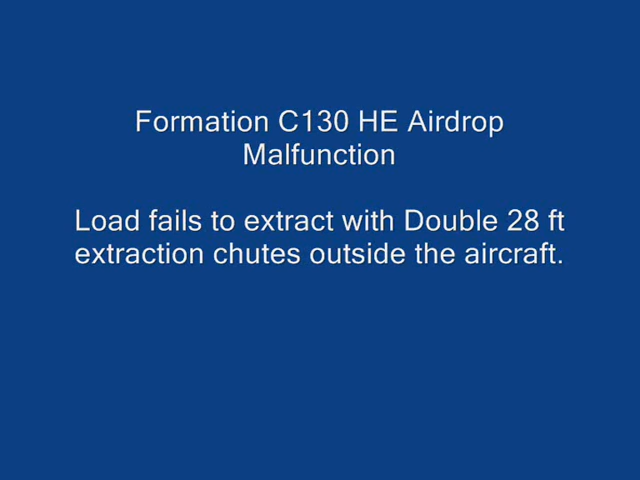 Formation C130 HE Airdrop
Malfunction
Load fails to extract with Double 28 ft
extraction chutes outside the aircraft.